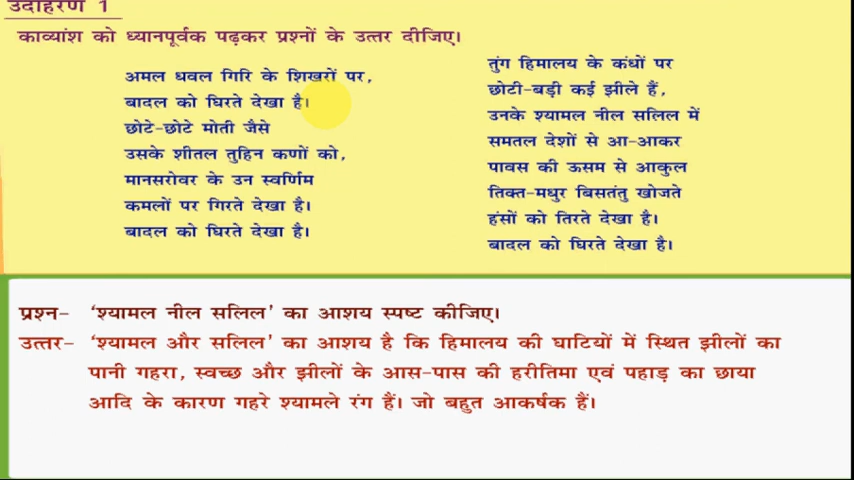 उदाहरण 1
काव्यांश को ध्यानपूर्वक पढ़कर प्रश्नों के उत्तर दीजिए।
अमल धवल गिरि के शिखरों पर,
बादल को घिरते देखा है।
छोटे-छोटे मोती जैसे
उसके शीतल तुहिन कणों को,
मानसरोवर के उन स्वर्णिम
कमलों पर गिरते देखा है।
बादल को घिरते देखा है।
तुंग हिमालय के कंधों पर
छोटी-बड़ी कई झीले हैं,
उनके श्यामल नील सलिल में
समतल देशों से आ-आकर
पावस की ऊसम से आकुल
तिक्त-मधुर बिसतंतु खोजते
हंसों को तिरते देखा है।
बादल को घिरते देखा है।
प्रश्न- ‘श्यामल नील सलिल’ का आशय स्पष्ट कीजिए।
उत्तर- ‘श्यामल और सलिल’ का आशय है कि हिमालय की घाटियों में स्थित झीलों का
पानी गहरा, स्वच्छ और झीलों के आस-पास की हरीतिमा एवं पहाड़ का छाया
आदि के कारण गहरे श्यामले रंग हैं। जो बहुत आकर्षक हैं।